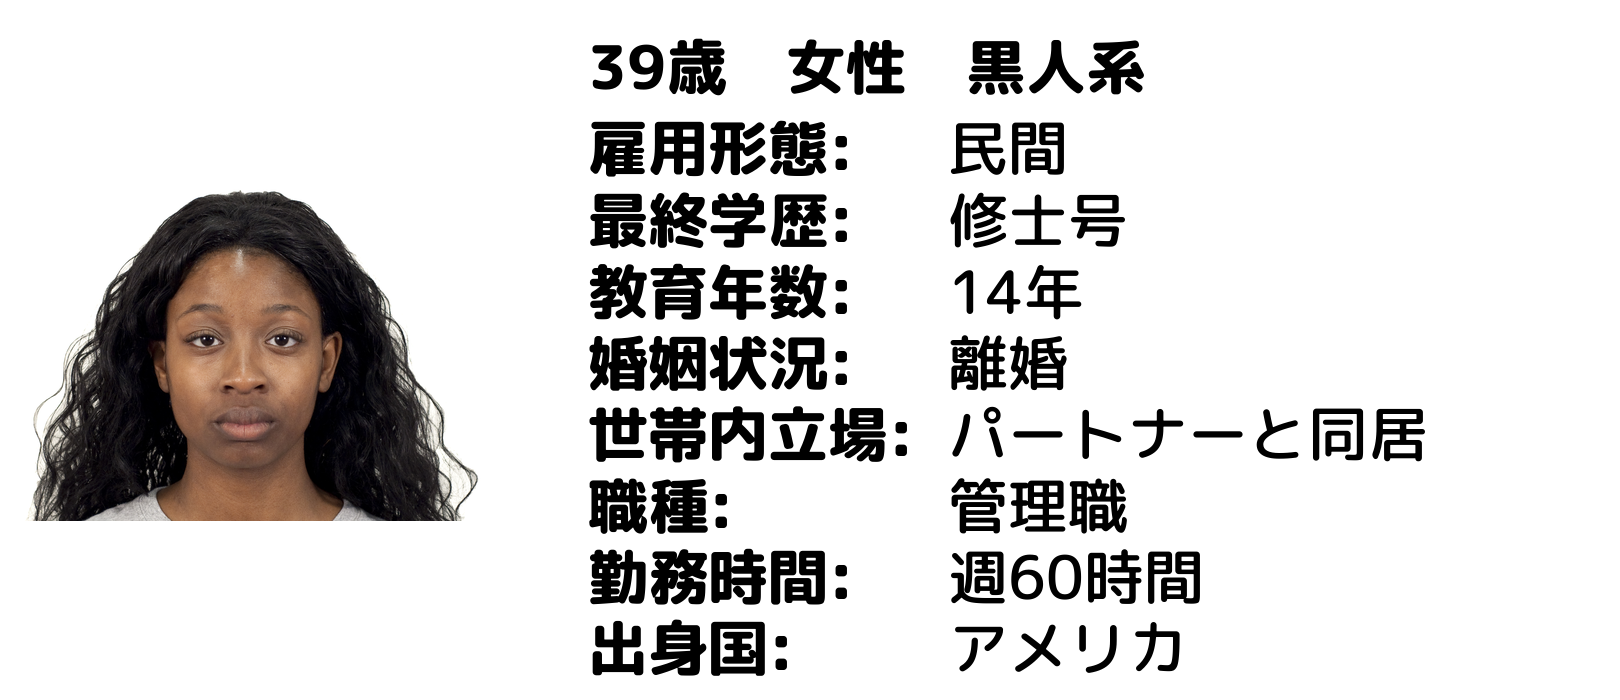 39歳　女性　黒人系
雇用形態:　民間
最終学歴:　修士号
教育年数:　14年
婚姻状況:　離婚
世帯内立場:　パートナーと同居
職種:　管理職
勤務時間:　週60時間
出身国:　アメリカ